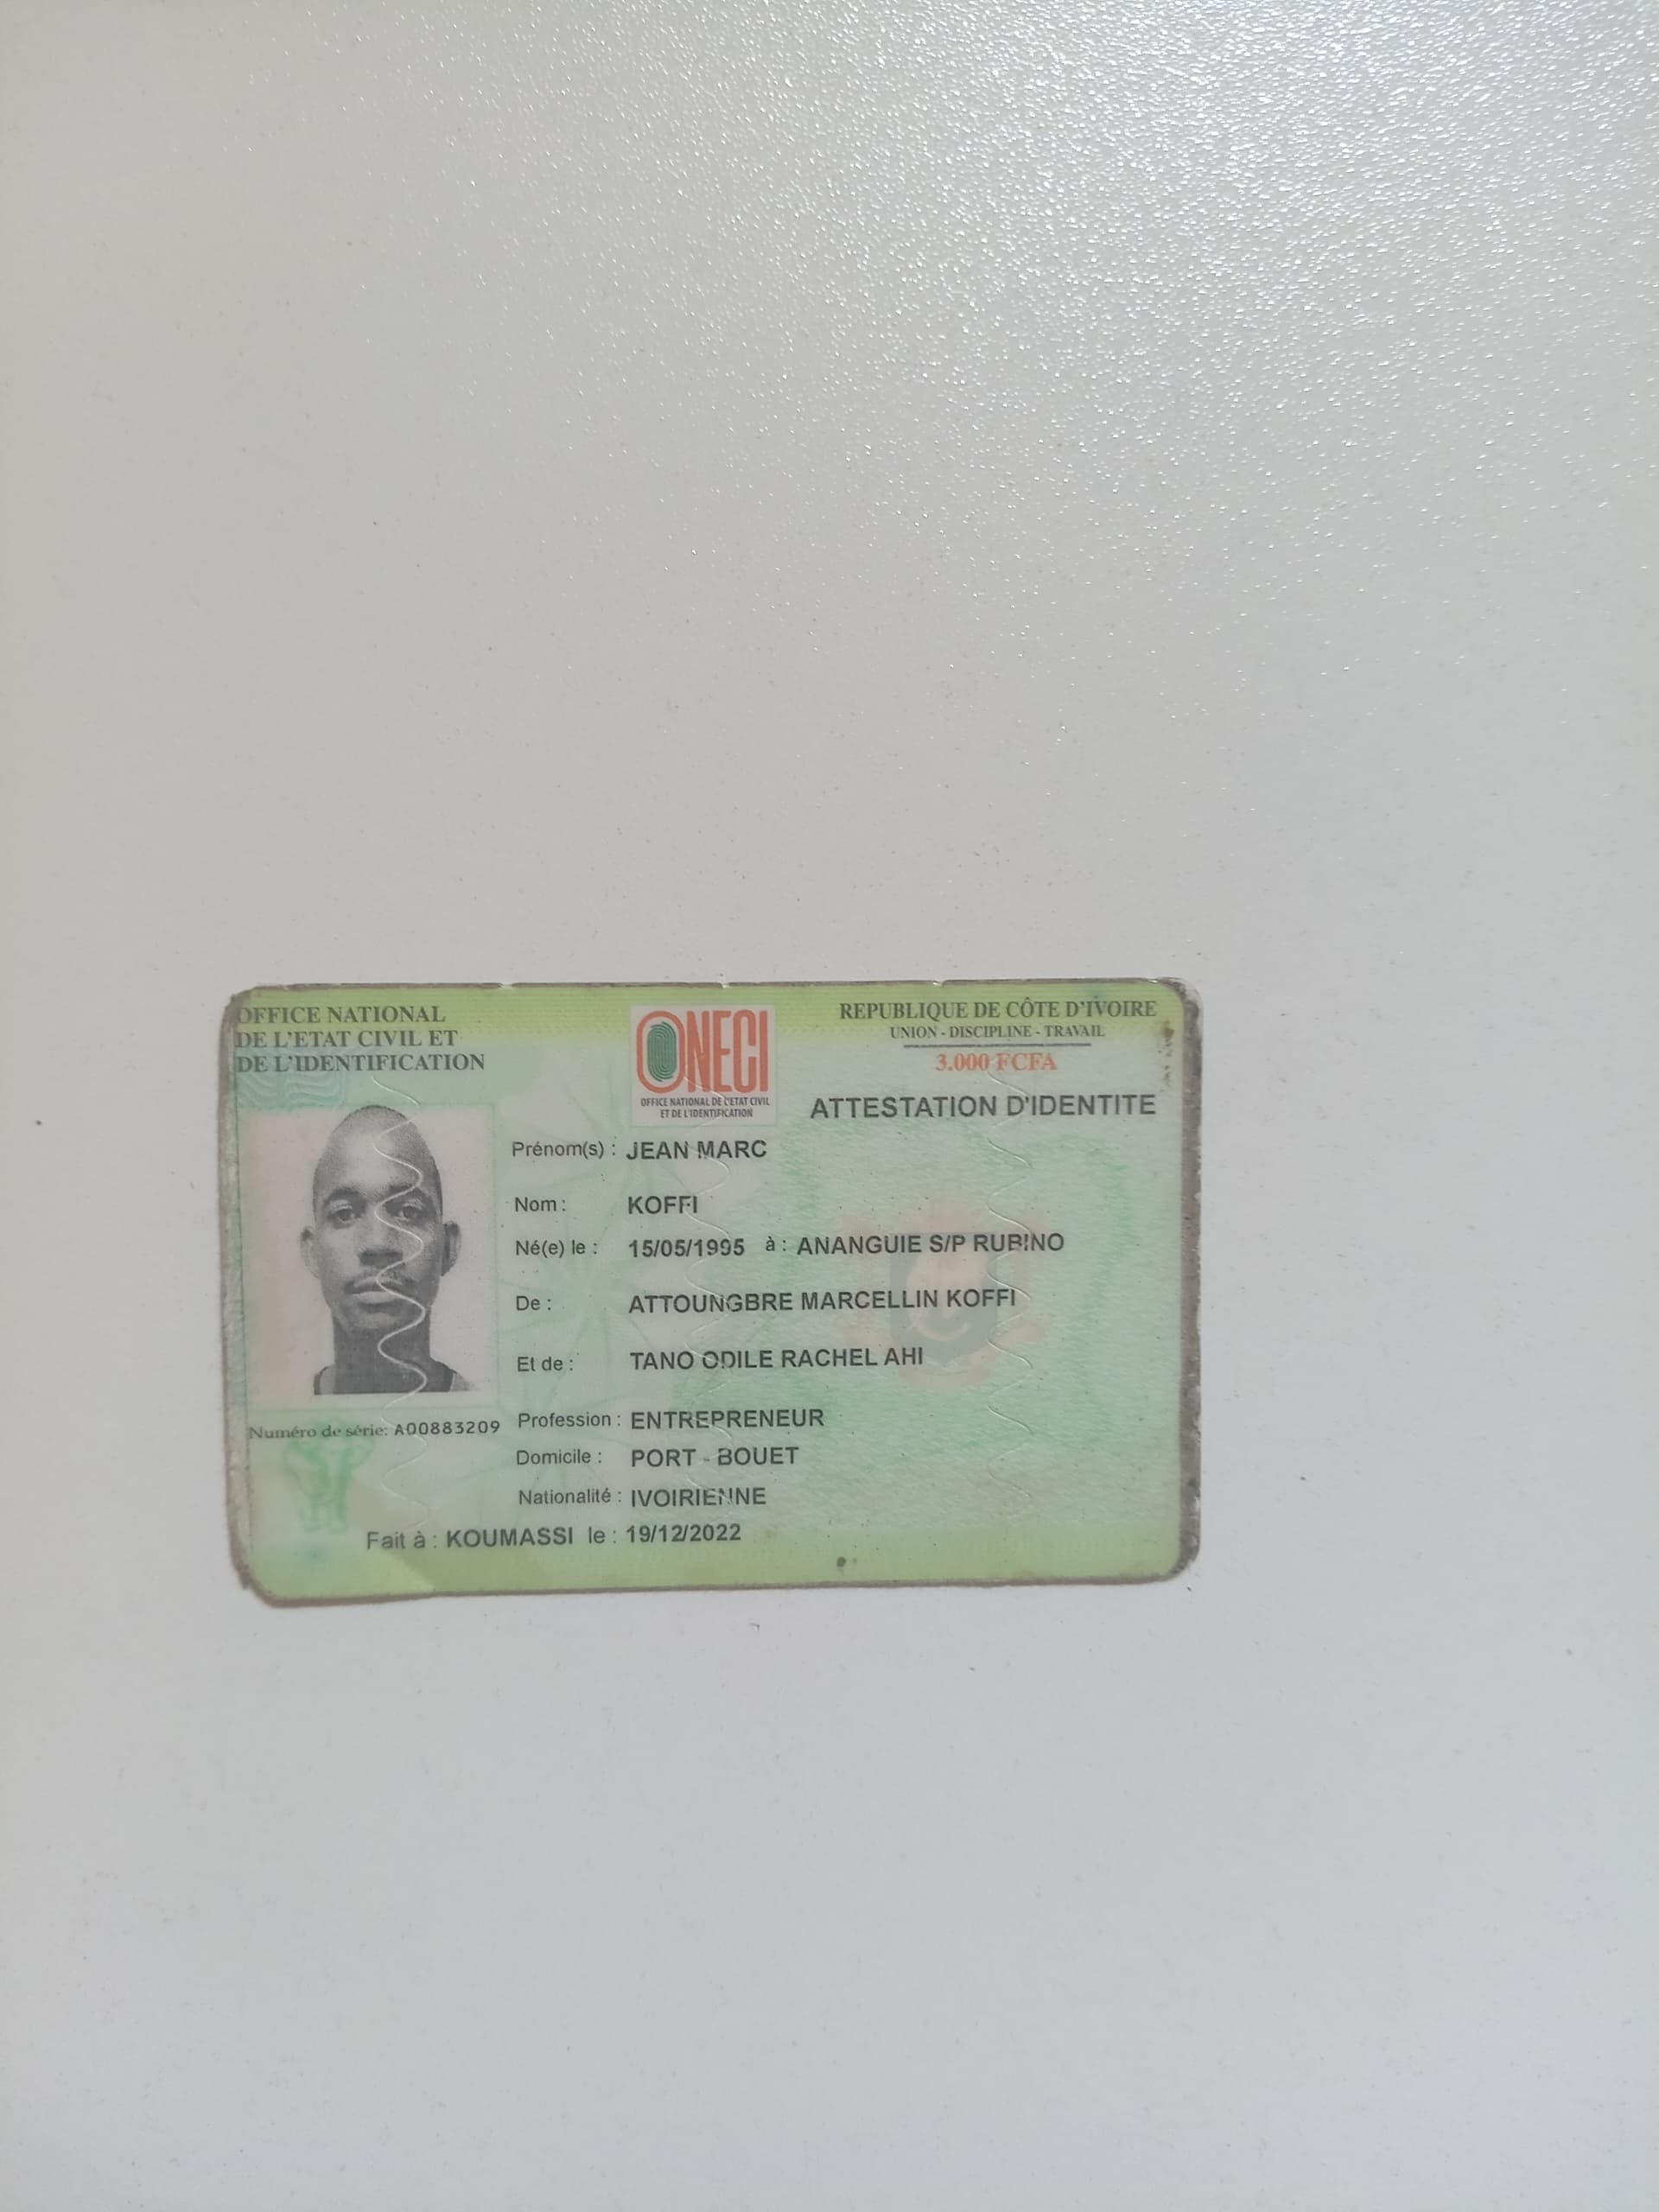 OFFICE NATIONAL
DE L'ETAT CIVIL ET
DE L'IDENTIFICATION
ONECI
OFFICE NATIONAL DE L'ETAT CIVIL
ET DE L'IDENTIFICATION
REPUBLIQUE DE CÔTE D'IVOIRE
UNION - DISCIPLINE - TRAVAIL
3.000 FCFA
ATTESTATION D'IDENTITE
Prénom(s) : JEAN MARC
Nom : KOFFI
Né(e) le : 15/05/1995 à : ANANGUIE S/P RUBINO
De : ATTOUNGBRE MARCELLIN KOFFI
Et de : TANO ODILE RACHEL AHI
Numéro de série: A00883209
Profession : ENTREPRENEUR
Domicile : PORT - BOUET
Nationalité : IVOIRIENNE
Fait à : KOUMASSI le : 19/12/2022